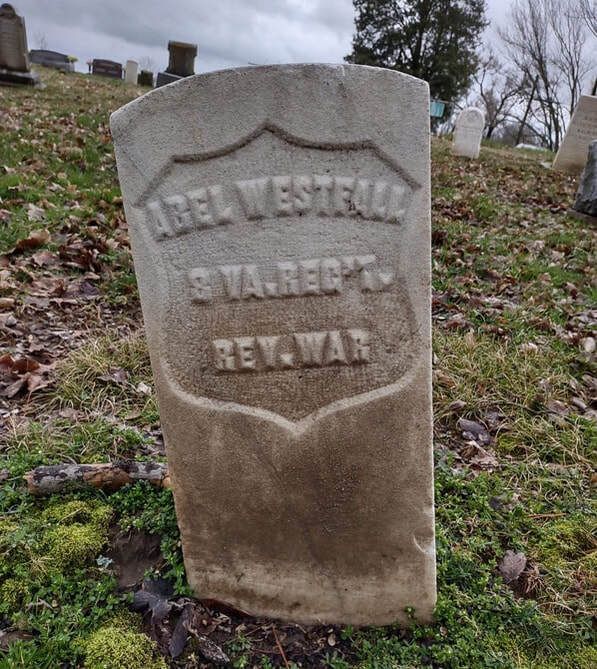 ABEL WESTFALL
8 VA. REG'T.
REV. WAR